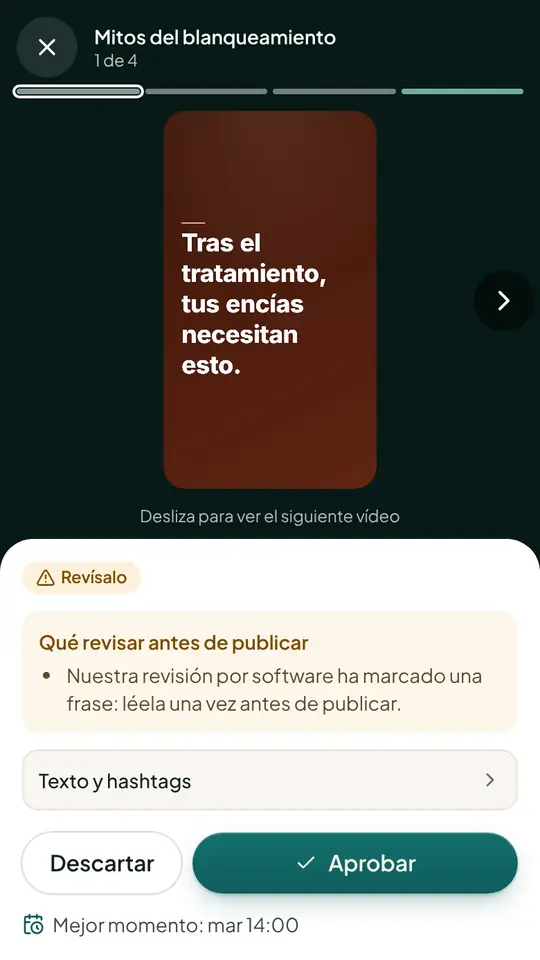 Mitos del blanqueamiento
1 de 4
Tras el
tratamiento,
tus encías
necesitan
esto.
Desliza para ver el siguiente vídeo
Revísalo
Qué revisar antes de publicar
• Nuestra revisión por software ha marcado una
frase: léela una vez antes de publicar.
Texto y hashtags
Descartar
Aprobar
Mejor momento: mar 14:00